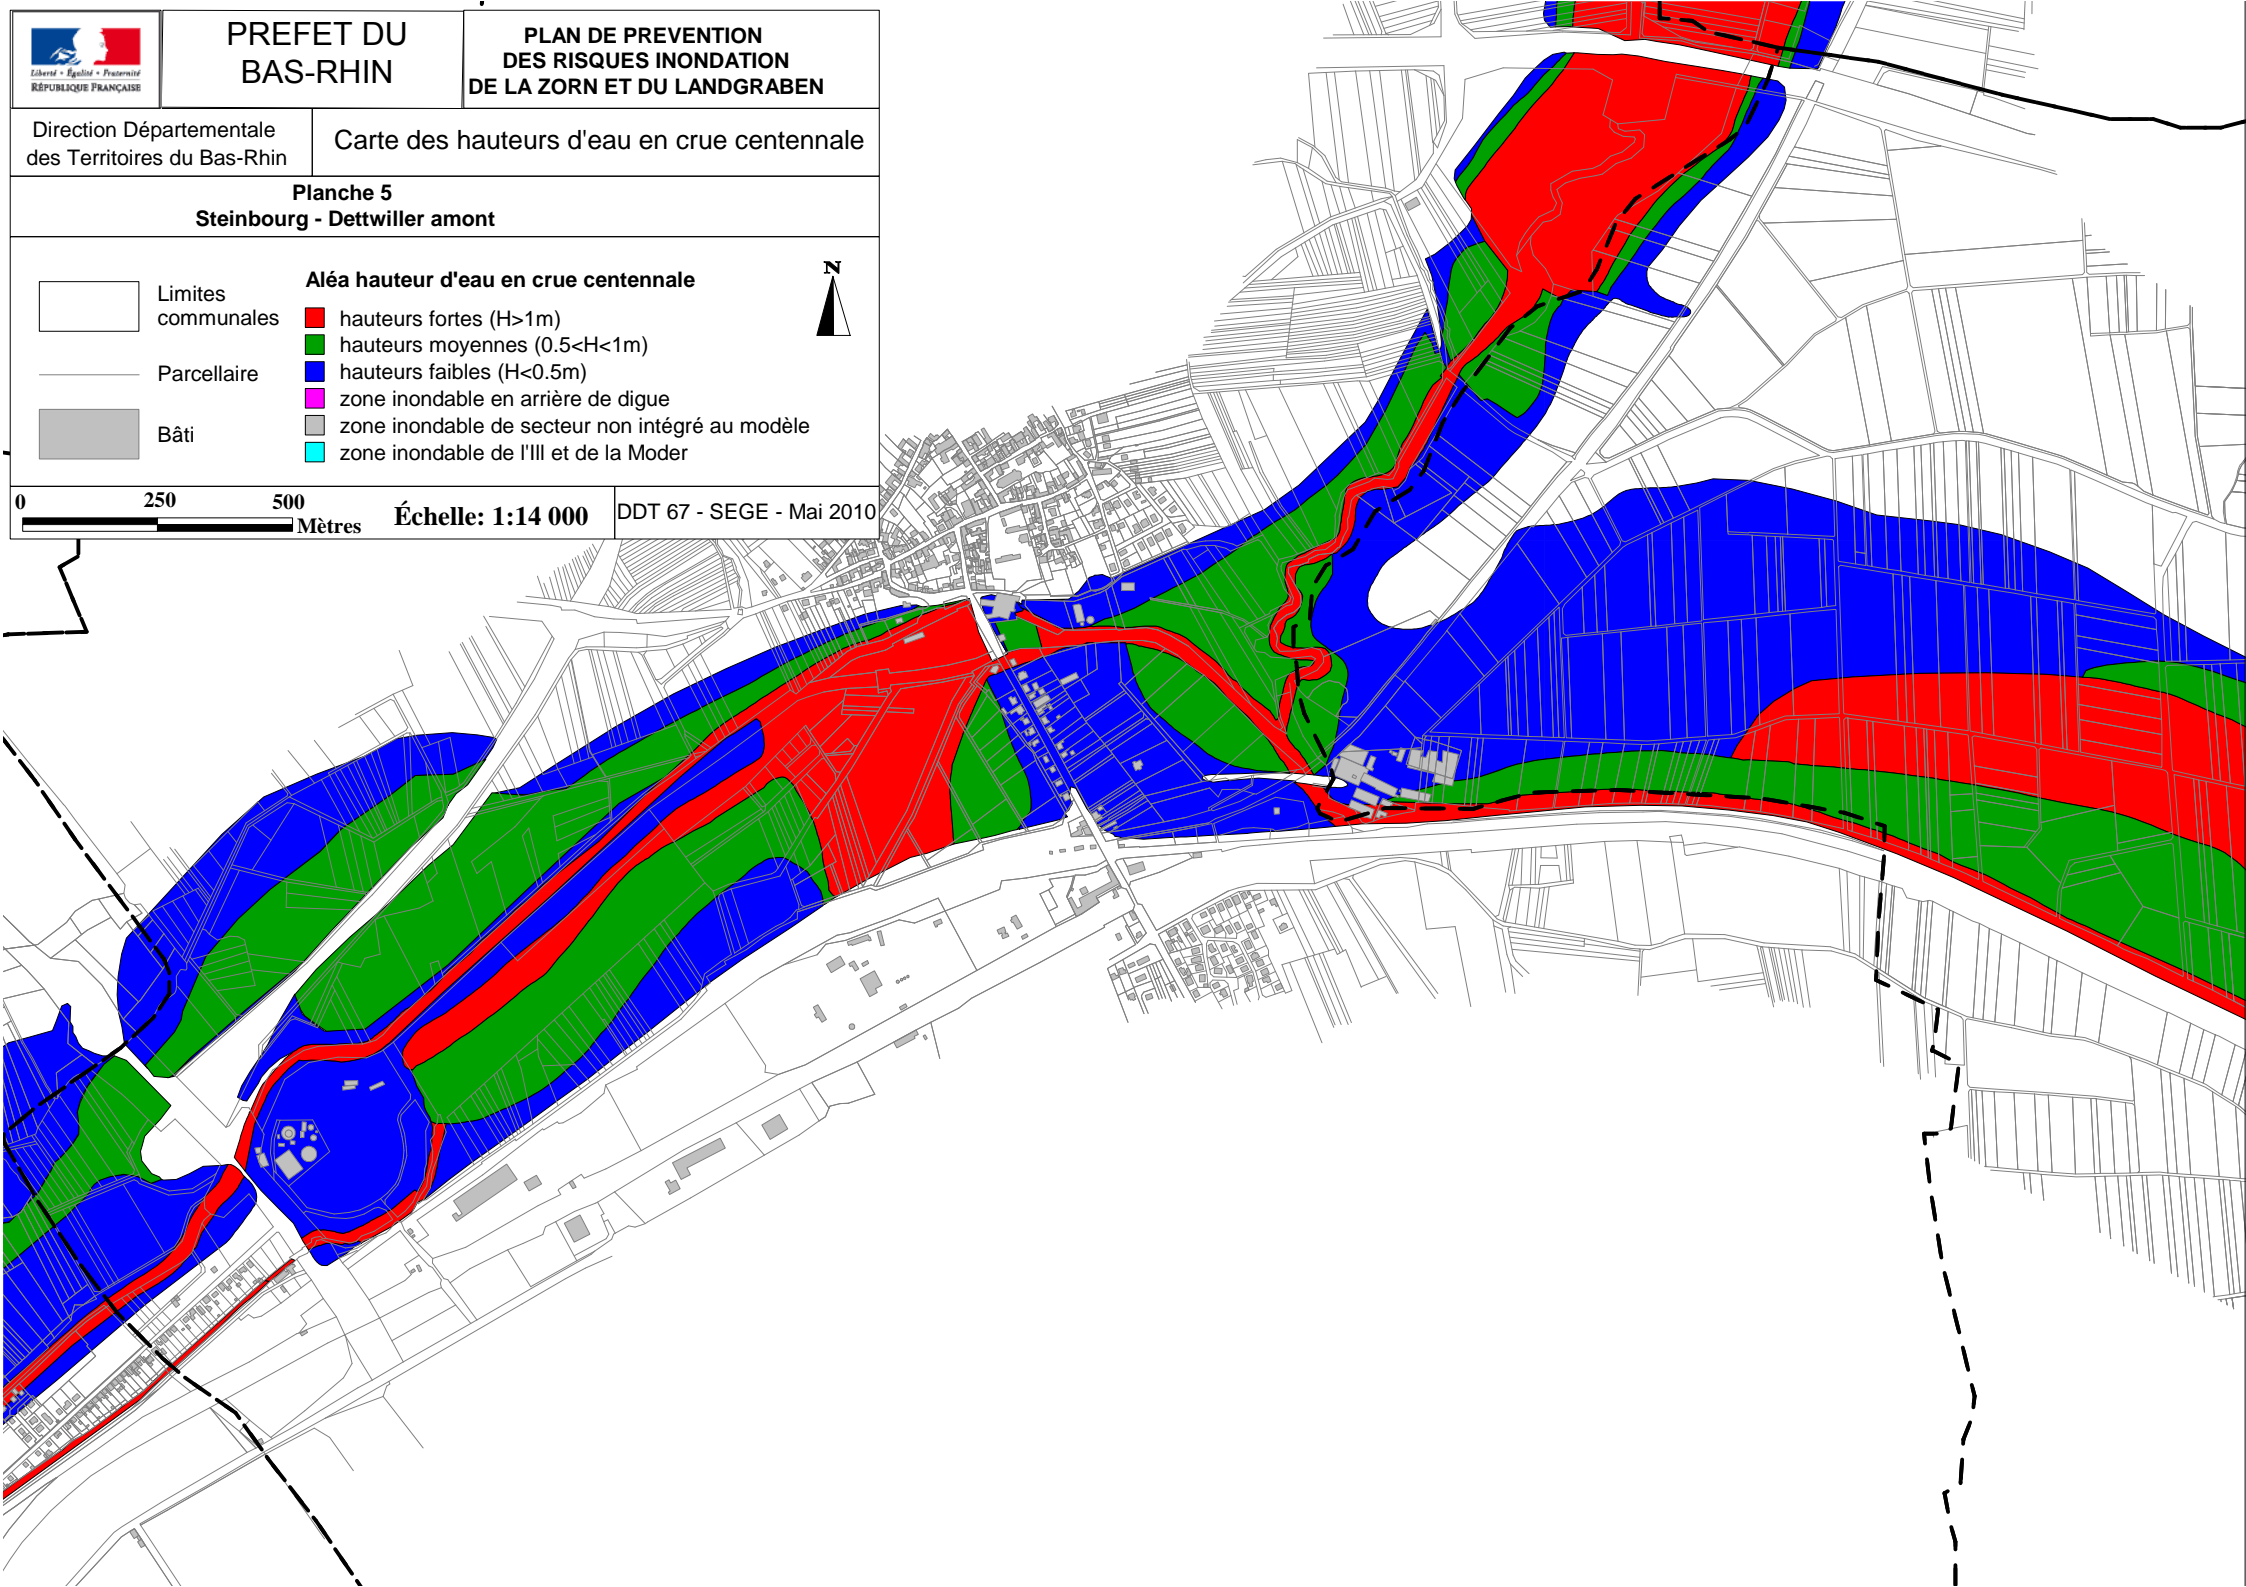 Liberté • Égalité • Fraternité
RÉPUBLIQUE FRANÇAISE
PREFET DU
BAS-RHIN
PLAN DE PREVENTION
DES RISQUES INONDATION
DE LA ZORN ET DU LANDGRABEN
Direction Départementale
des Territoires du Bas-Rhin
Carte des hauteurs d'eau en crue centennale
Planche 5
Steinbourg - Dettwiller amont
Limites
communales
Parcellaire
Bâti
Aléa hauteur d'eau en crue centennale
hauteurs fortes (H>1m)
hauteurs moyennes (0.5<H<1m)
hauteurs faibles (H<0.5m)
zone inondable en arrière de digue
zone inondable de secteur non intégré au modèle
zone inondable de l'Ill et de la Moder
N
0 250 500
Mètres
Échelle: 1:14 000
DDT 67 - SEGE - Mai 2010